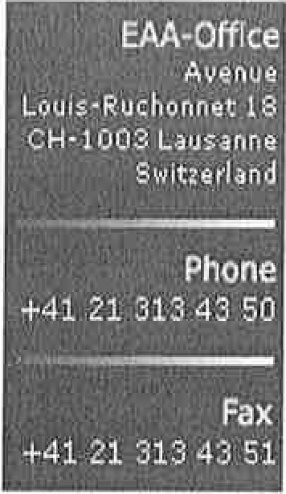 EAA-Office
Avenue
Louis-Ruchonnet 18
CH-1003 Lausanne
Switzerland
Phone
+41 21 313 43 50
Fax
+41 21 313 43 51